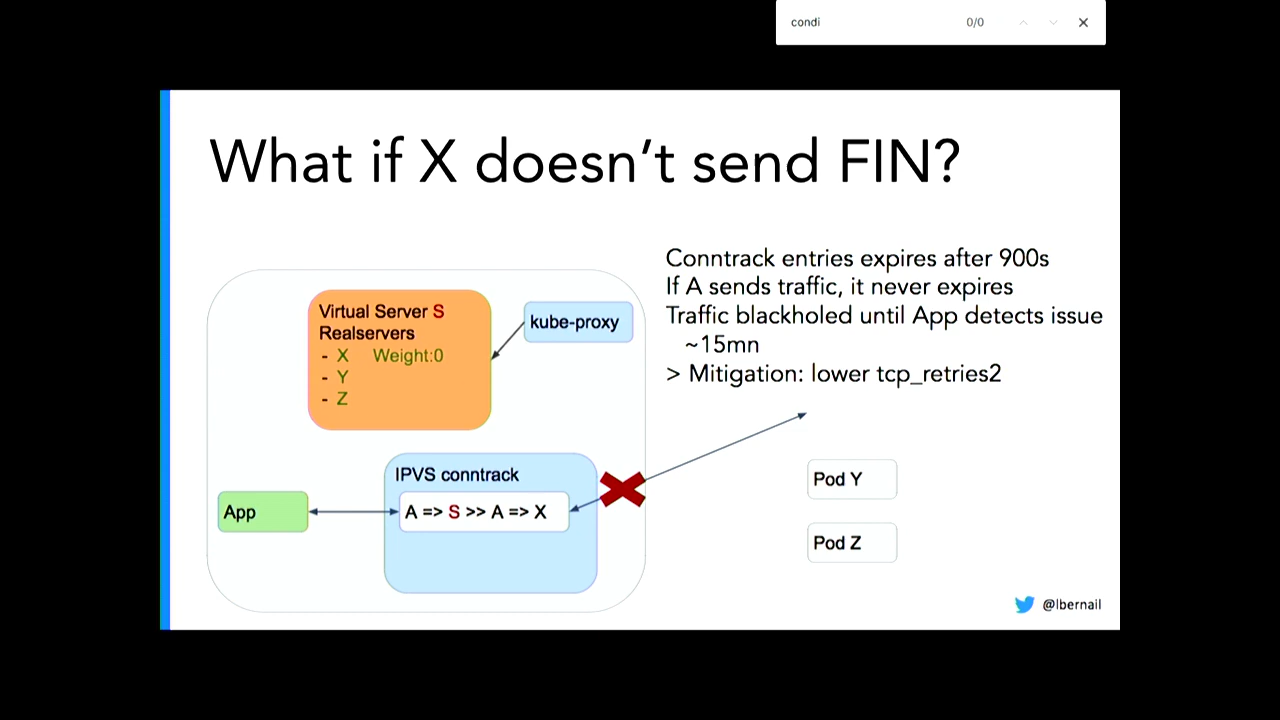 condi
0/0
What if X doesn't send FIN?
Conntrack entries expires after 900s
If A sends traffic, it never expires
Traffic blackholed until App detects issue
~15mn
> Mitigation: lower tcp_retries2
Virtual Server S
Realservers
- X Weight:0
- Y
- Z
kube-proxy
IPVS conntrack
App
A => S >> A => X
Pod Y
Pod Z
@lbernail